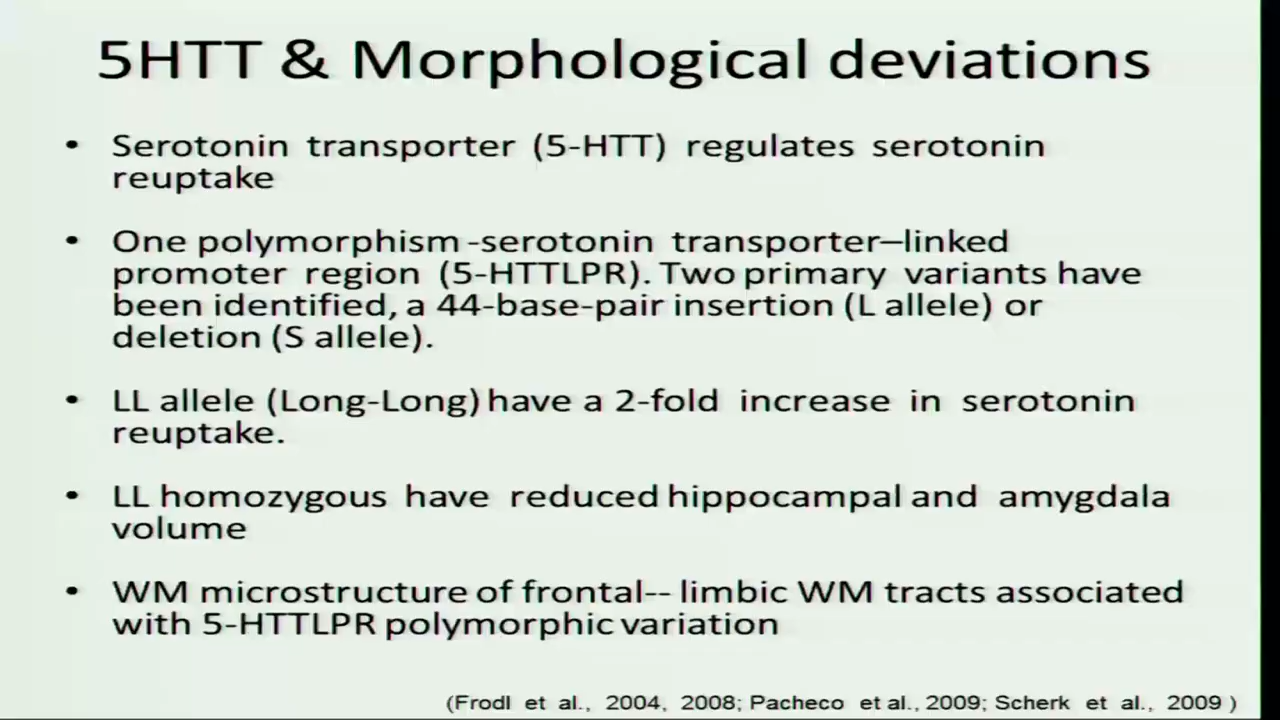 5HTT & Morphological deviations
• Serotonin transporter (5-HTT) regulates serotonin
reuptake
• One polymorphism -serotonin transporter–linked
promoter region (5-HTTLPR). Two primary variants have
been identified, a 44-base-pair insertion (L allele) or
deletion (S allele).
• LL allele (Long-Long) have a 2-fold increase in serotonin
reuptake.
• LL homozygous have reduced hippocampal and amygdala
volume
• WM microstructure of frontal-- limbic WM tracts associated
with 5-HTTLPR polymorphic variation
(Frodl et al., 2004, 2008; Pacheco et al., 2009; Scherk et al., 2009 )